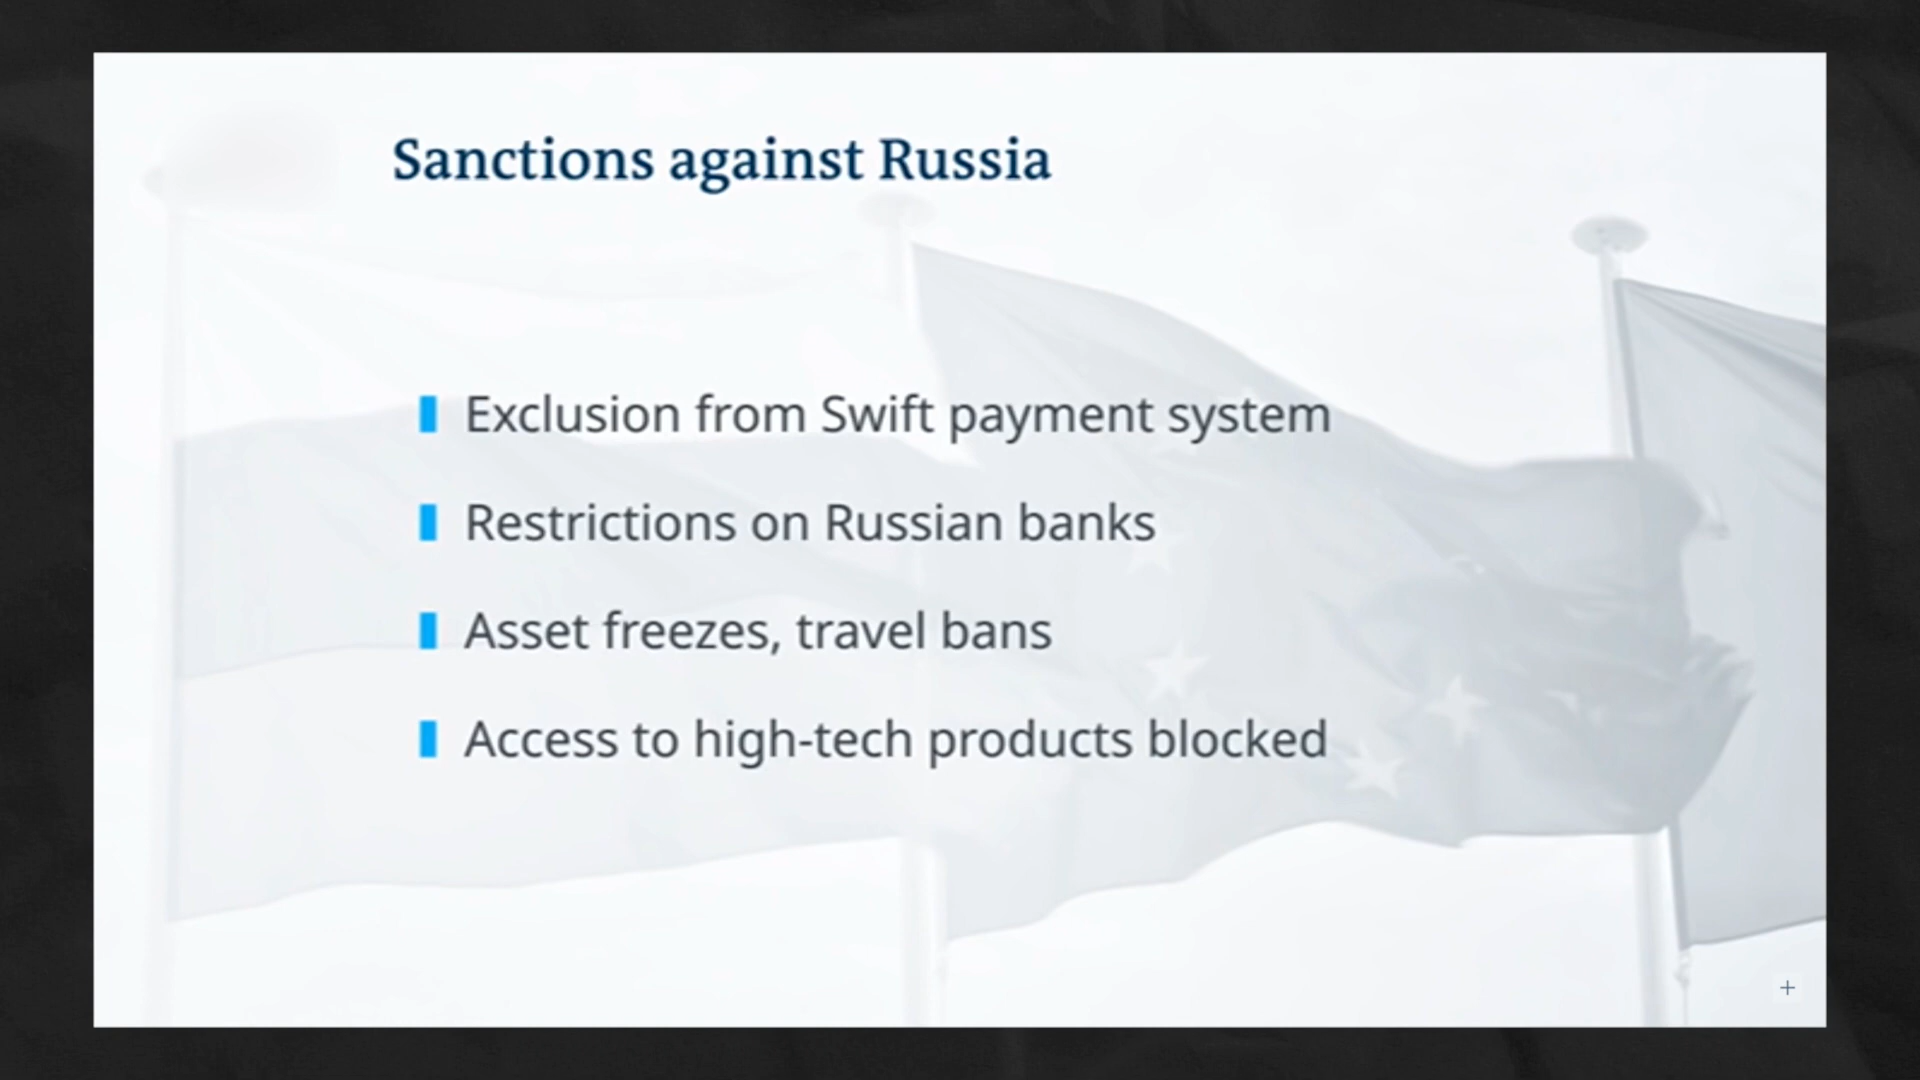 Sanctions against Russia
Exclusion from Swift payment system
Restrictions on Russian banks
Asset freezes, travel bans
Access to high-tech products blocked